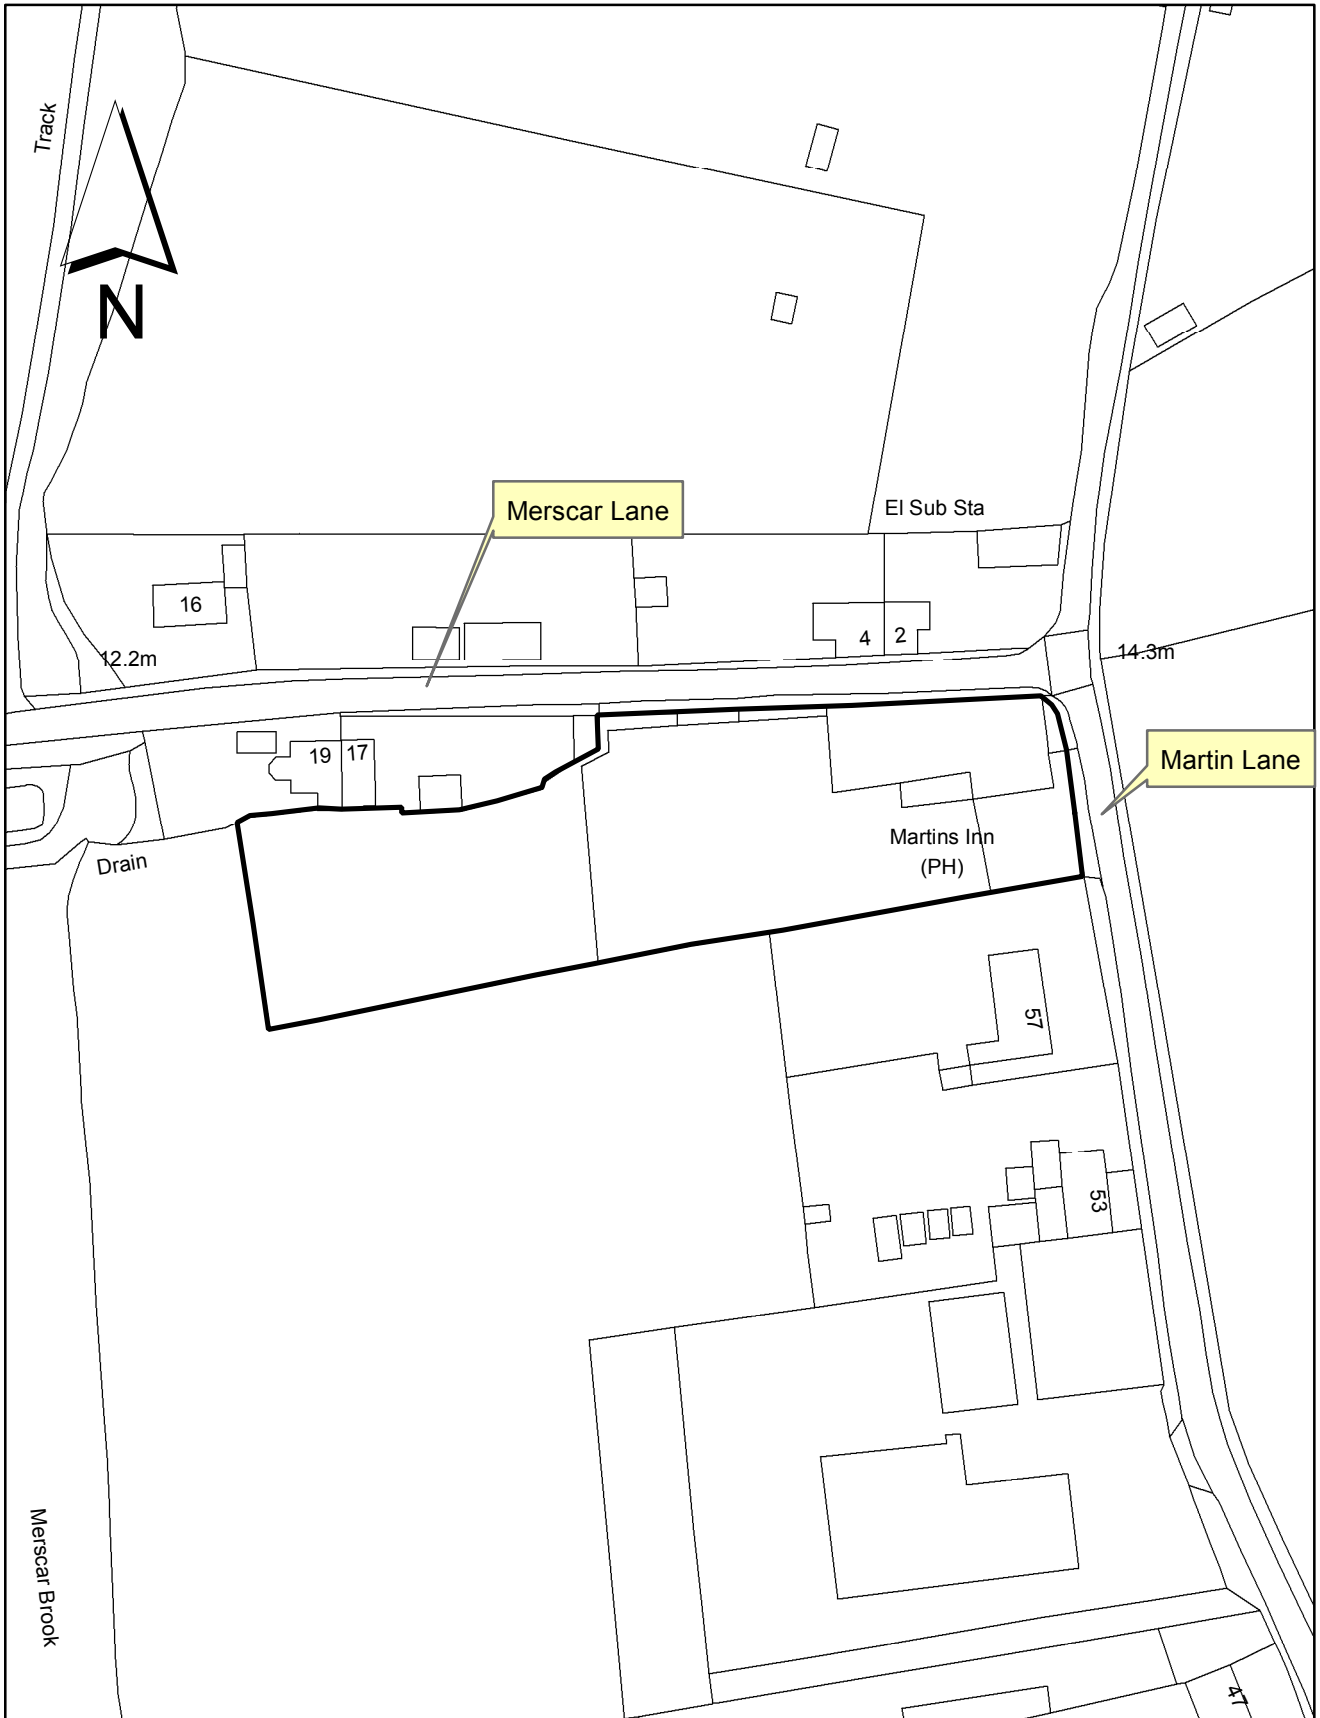 Track
N
El Sub Sta
Merscar Lane
16
4
2
12.2m
14.3m
19
17
Martin Lane
Martins Inn
(PH)
Drain
57
53
Merscar Brook
47